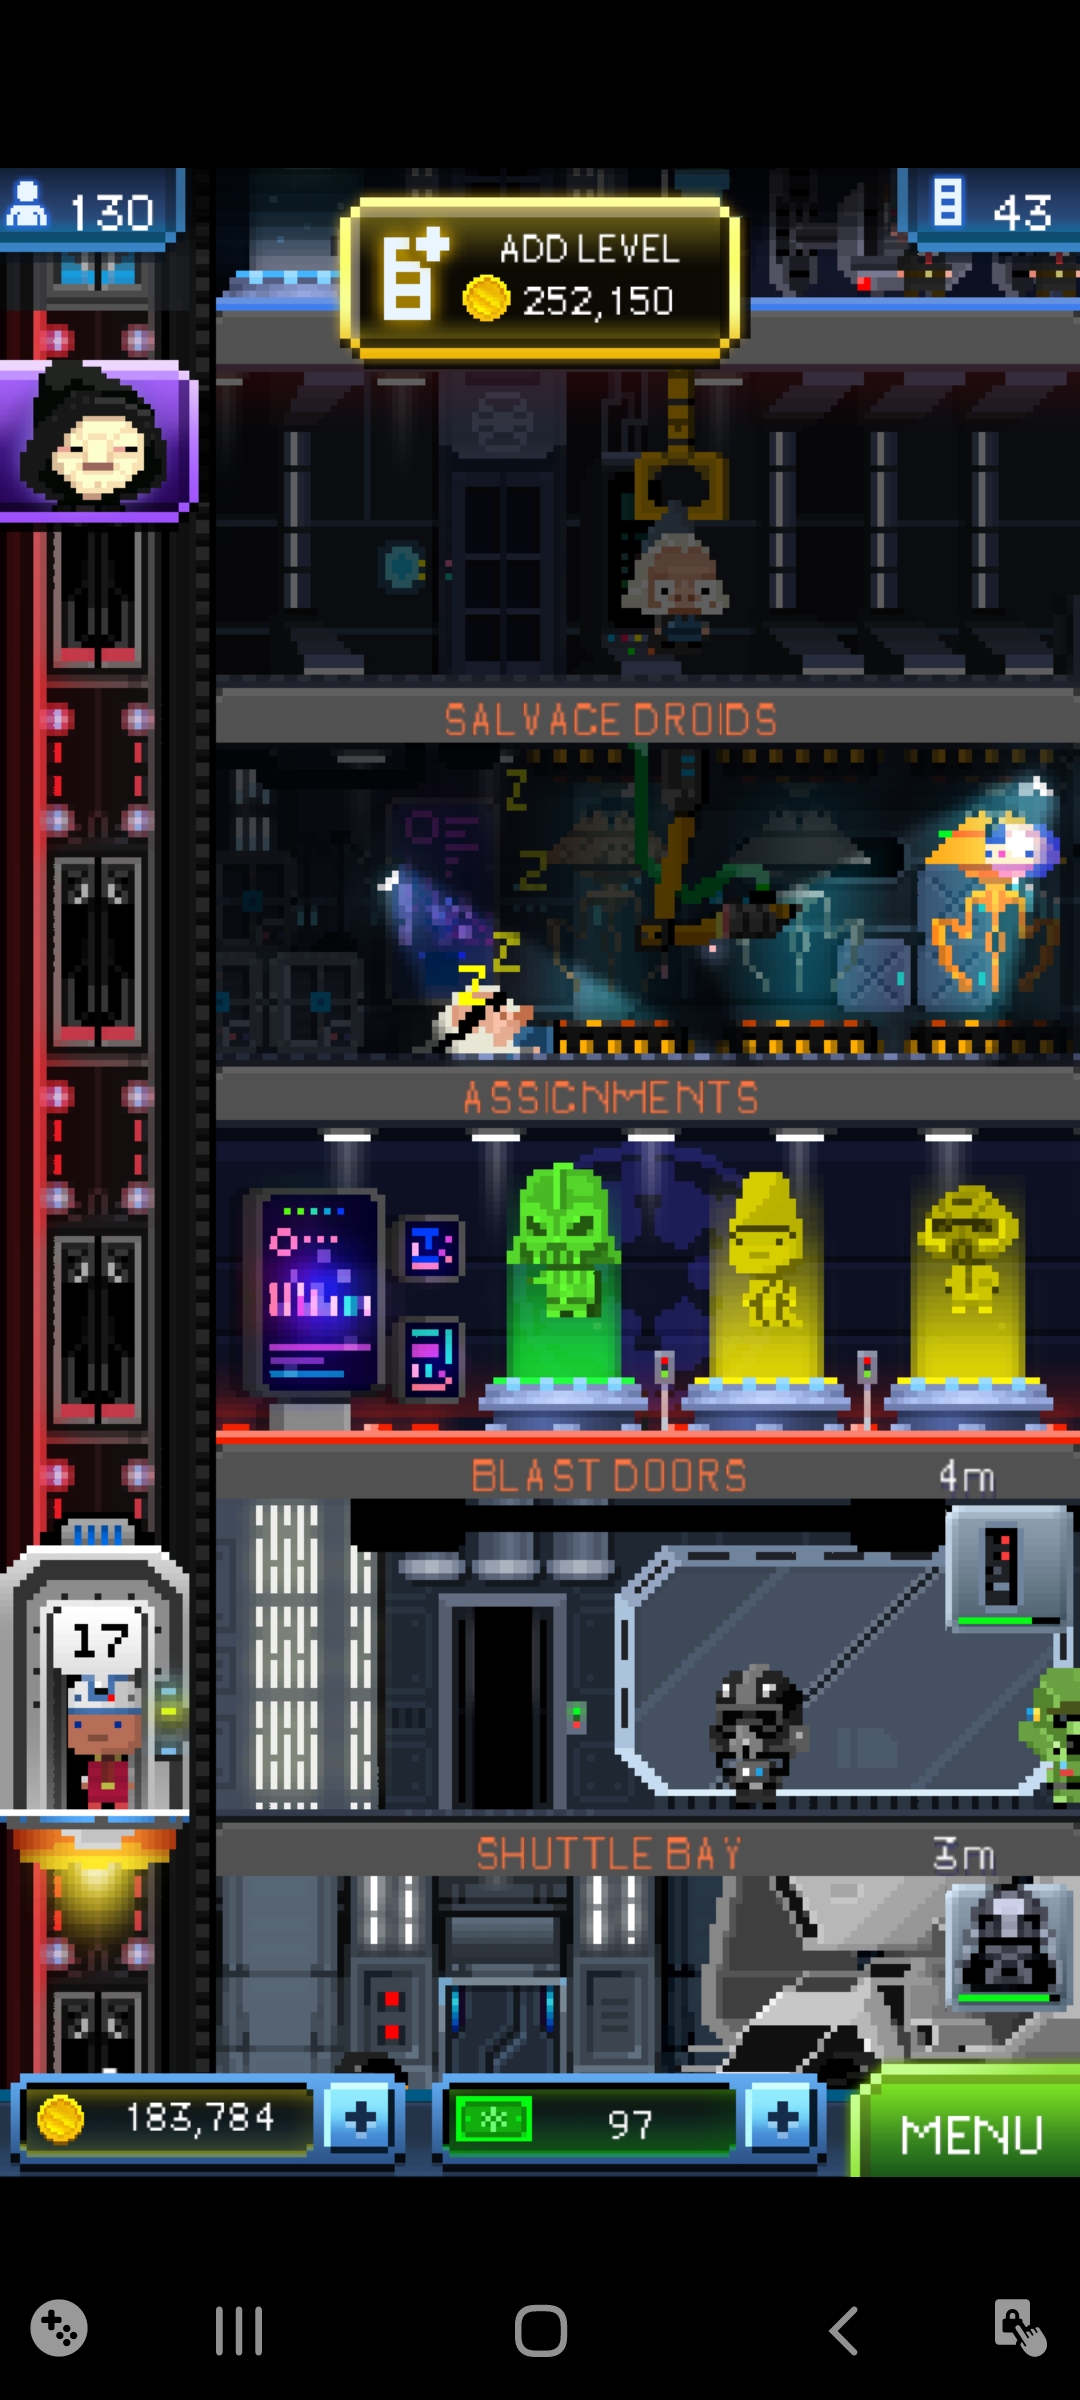 130
43
ADD LEVEL
252,150
SALVAGE DROIDS
Z
Z
Z
Z
ASSIGNMENTS
BLAST DOORS 4m
17
SHUTTLE BAY 3m
183,784 + 97 + MENU